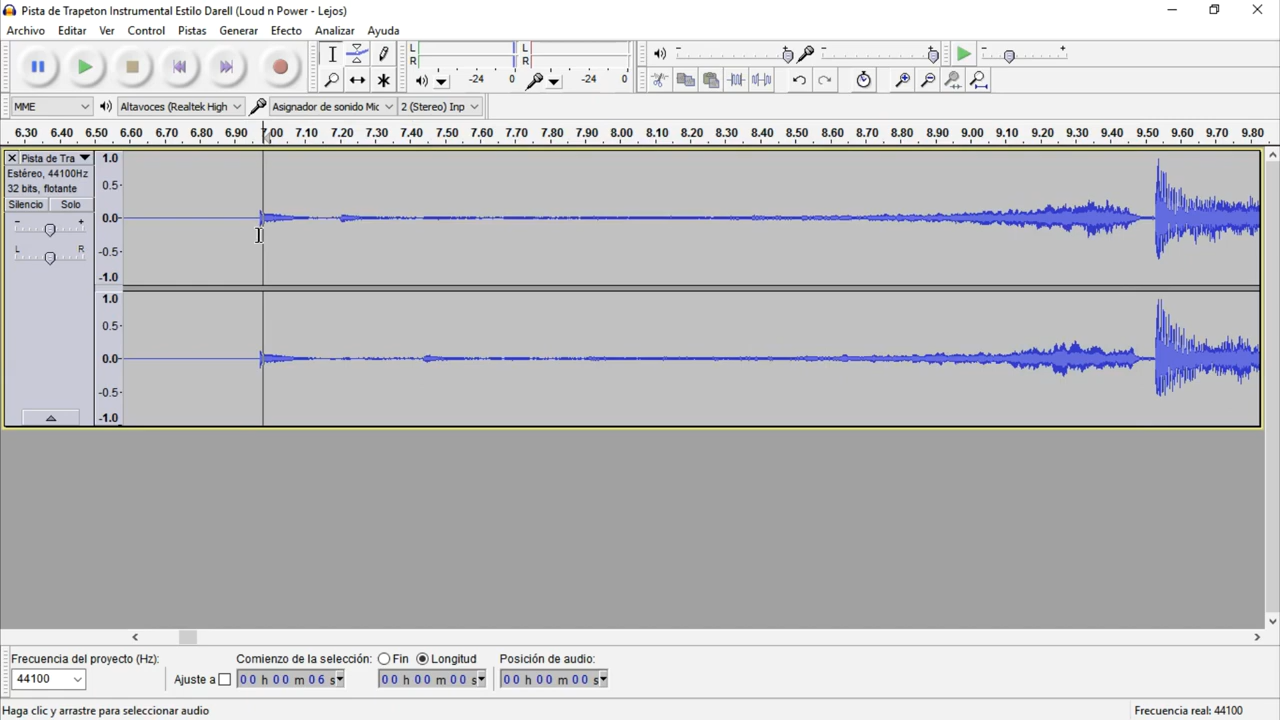 Pista de Trapeton Instrumental Estilo Darell (Loud n Power - Lejos)
Archivo Editar Ver Control Pistas Generar Efecto Analizar Ayuda
L R -24 0 L R -24 0
MME Altavoces (Realtek High Asignador de sonido Mic 2 (Stereo) Inp
6.30 6.40 6.50 6.60 6.70 6.80 6.90 7.00 7.10 7.20 7.30 7.40 7.50 7.60 7.70 7.80 7.90 8.00 8.10 8.20 8.30 8.40 8.50 8.60 8.70 8.80 8.90 9.00 9.10 9.20 9.30 9.40 9.50 9.60 9.70 9.80
Pista de Tra 1.0
Estéreo, 44100Hz
32 bits, flotante 0.5
Silencio Solo
0.0
L R -0.5
-1.0
1.0
0.5
0.0
-0.5
-1.0
Frecuencia del proyecto (Hz): Comienzo de la selección: Fin Longitud Posición de audio:
44100 Ajuste a 00 h 00 m 06 s 00 h 00 m 00 s 00 h 00 m 00 s
Haga clic y arrastre para seleccionar audio Frecuencia real: 44100